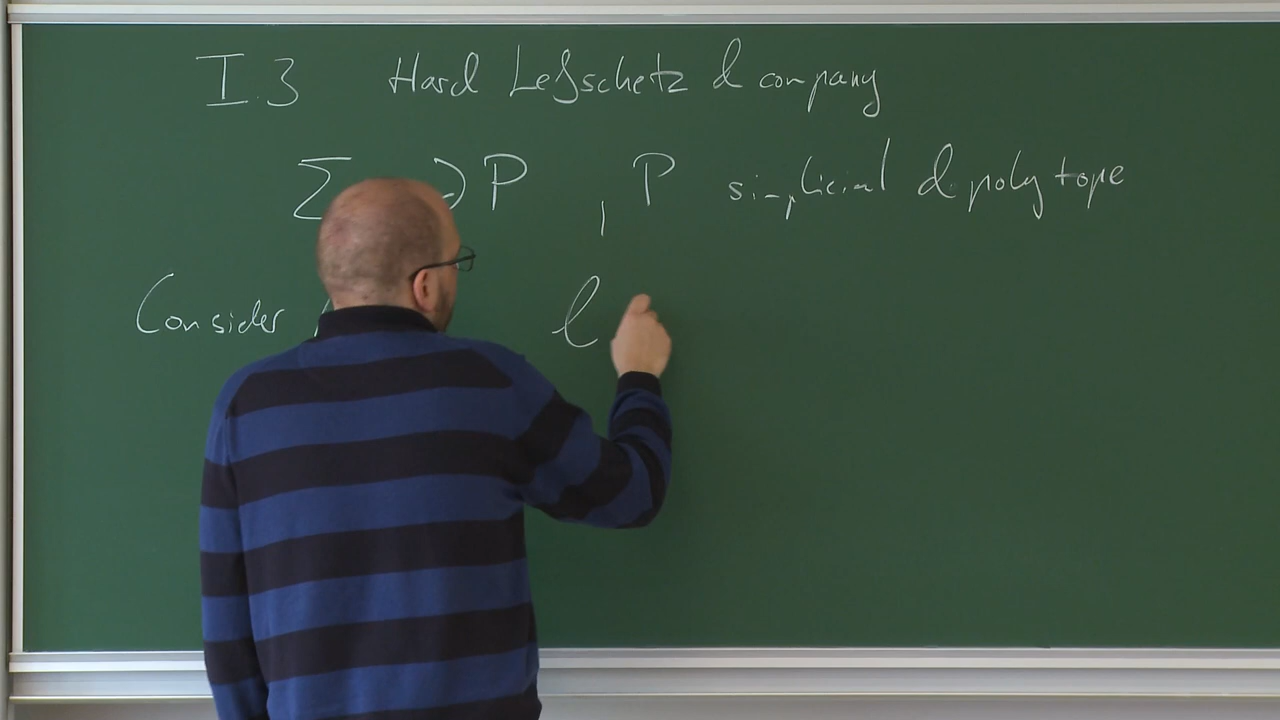 I.3 Hard Lefschetz & company
Σ ∂P , P simplicial d polytope
Consider l